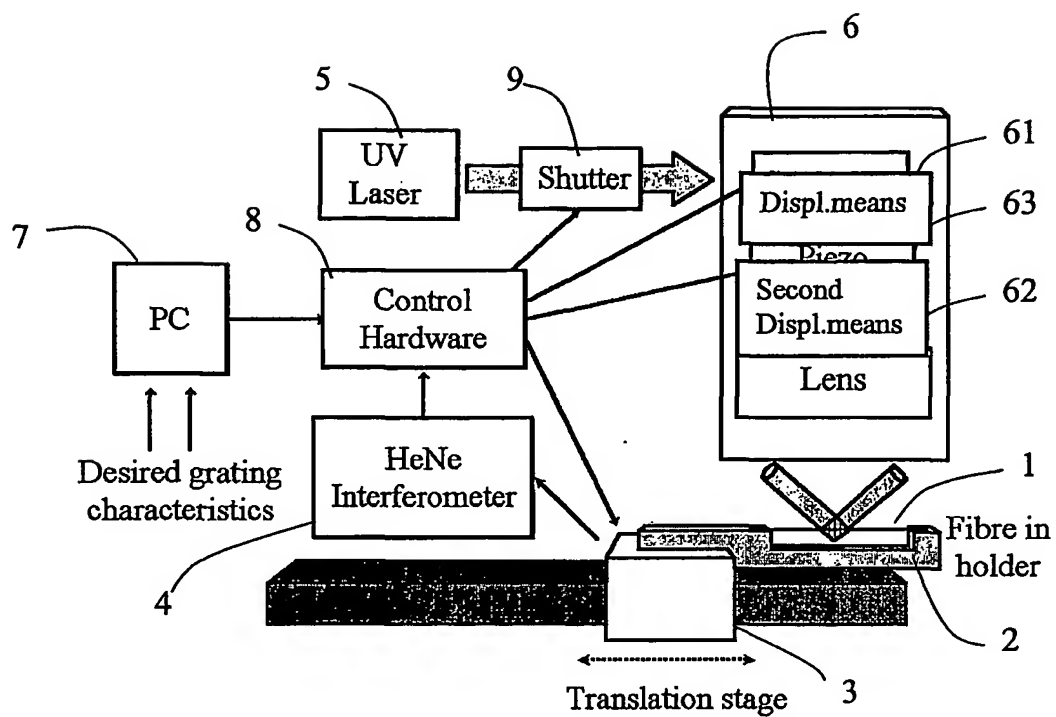 6
5
9
61
UV
Laser
Shutter
Displ.means
63
7
8
Piezo
PC
Control
Hardware
Second
Displ.means
62
Lens
HeNe
Interferometer
Desired grating
characteristics
1
Fibre in
holder
4
2
3
Translation stage